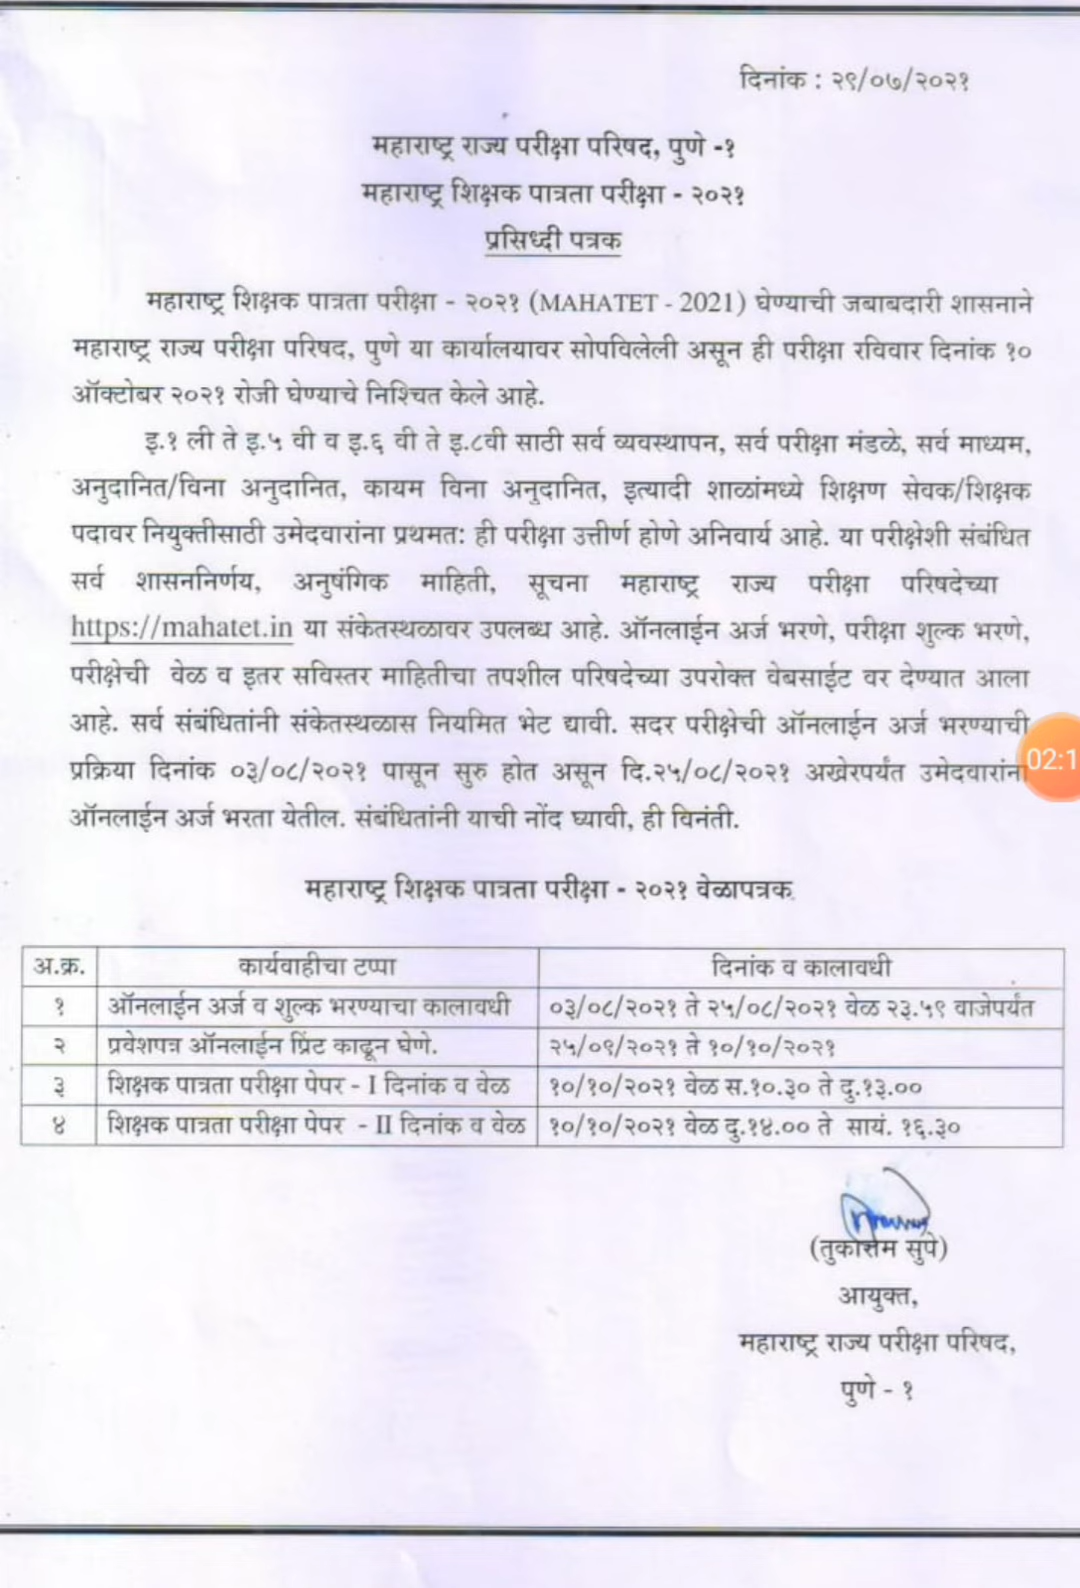 दिनांक : २९/०७/२०२१
महाराष्ट्र राज्य परीक्षा परिषद, पुणे -१
महाराष्ट्र शिक्षक पात्रता परीक्षा - २०२१
प्रसिध्दी पत्रक
महाराष्ट्र शिक्षक पात्रता परीक्षा - २०२१ (MAHATET - 2021) घेण्याची जबाबदारी शासनाने
महाराष्ट्र राज्य परीक्षा परिषद, पुणे या कार्यालयावर सोपविलेली असून ही परीक्षा रविवार दिनांक १०
ऑक्टोबर २०२१ रोजी घेण्याचे निश्चित केले आहे.
इ.१ ली ते इ.५ वी व इ.६ वी ते इ.८वी साठी सर्व व्यवस्थापन, सर्व परीक्षा मंडळे, सर्व माध्यम,
अनुदानित/विना अनुदानित, कायम विना अनुदानित, इत्यादी शाळांमध्ये शिक्षण सेवक/शिक्षक
पदावर नियुक्तीसाठी उमेदवारांना प्रथमत: ही परीक्षा उत्तीर्ण होणे अनिवार्य आहे. या परीक्षेशी संबंधित
सर्व शासननिर्णय, अनुषंगिक माहिती, सूचना महाराष्ट्र राज्य परीक्षा परिषदेच्या
https://mahatet.in या संकेतस्थळावर उपलब्ध आहे. ऑनलाईन अर्ज भरणे, परीक्षा शुल्क भरणे,
परीक्षेची वेळ व इतर सविस्तर माहितीचा तपशील परिषदेच्या उपरोक्त वेबसाईट वर देण्यात आला
आहे. सर्व संबंधितांनी संकेतस्थळास नियमित भेट द्यावी. सदर परीक्षेची ऑनलाईन अर्ज भरण्याची
प्रक्रिया दिनांक ०३/०८/२०२१ पासून सुरु होत असून दि.२५/०८/२०२१ अखेरपर्यंत उमेदवारांना
02:1
ऑनलाईन अर्ज भरता येतील. संबंधितांनी याची नोंद घ्यावी, ही विनंती.
महाराष्ट्र शिक्षक पात्रता परीक्षा - २०२१ वेळापत्रक
अ.क्र. कार्यवाहीचा टप्पा दिनांक व कालावधी
१ ऑनलाईन अर्ज व शुल्क भरण्याचा कालावधी ०३/०८/२०२१ ते २५/०८/२०२१ वेळ २३.५९ वाजेपर्यंत
२ प्रवेशपत्र ऑनलाईन प्रिंट काढून घेणे. २५/०९/२०२१ ते १०/१०/२०२१
३ शिक्षक पात्रता परीक्षा पेपर - I दिनांक व वेळ १०/१०/२०२१ वेळ स.१०.३० ते दु.१३.००
४ शिक्षक पात्रता परीक्षा पेपर - II दिनांक व वेळ १०/१०/२०२१ वेळ दु.१४.०० ते सायं. १६.३०
(तुकाराम सुपे)
आयुक्त,
महाराष्ट्र राज्य परीक्षा परिषद,
पुणे - १